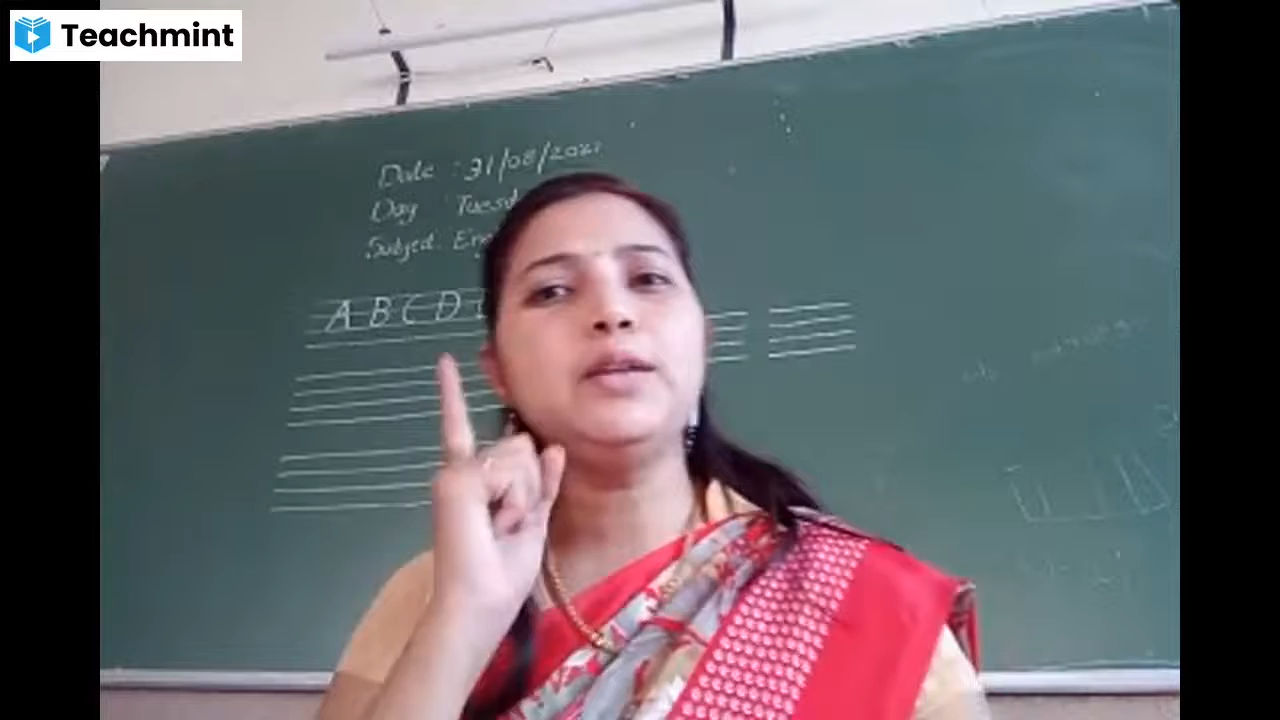 Teachmint
Date : 31/08/2021
Day Tuesd
Subject Eng
A B C D